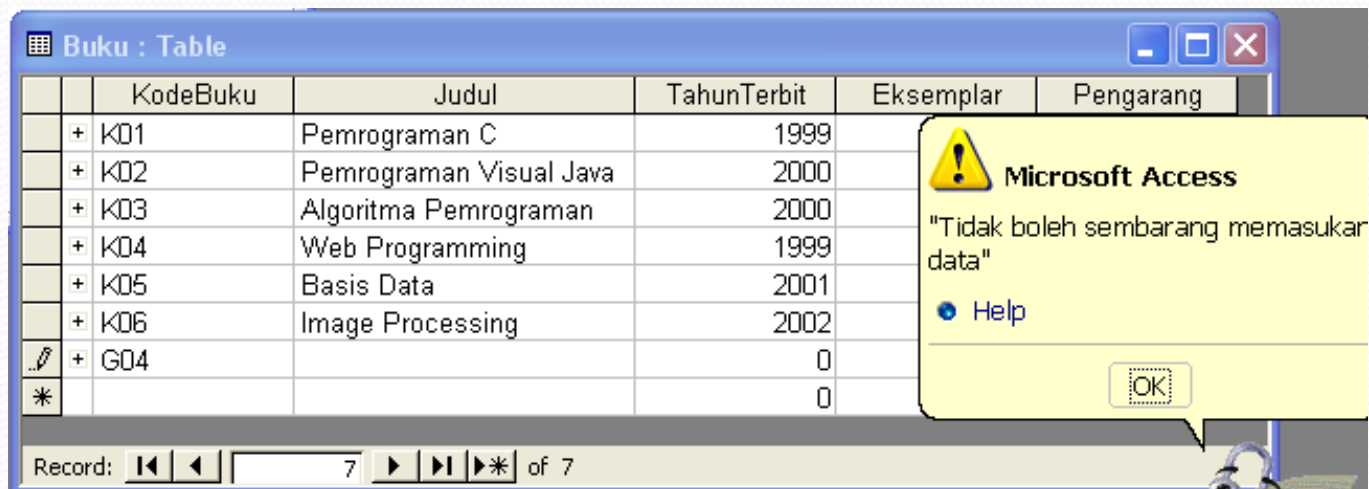 Buku : Table
KodeBuku Judul TahunTerbit Eksemplar Pengarang
+ K01 Pemrograman C 1999
+ K02 Pemrograman Visual Java 2000
+ K03 Algoritma Pemrograman 2000
+ K04 Web Programming 1999
+ K05 Basis Data 2001
+ K06 Image Processing 2002
+ G04 0
* 0
Microsoft Access
"Tidak boleh sembarang memasukan
data"
Help
OK
Record: 7 of 7